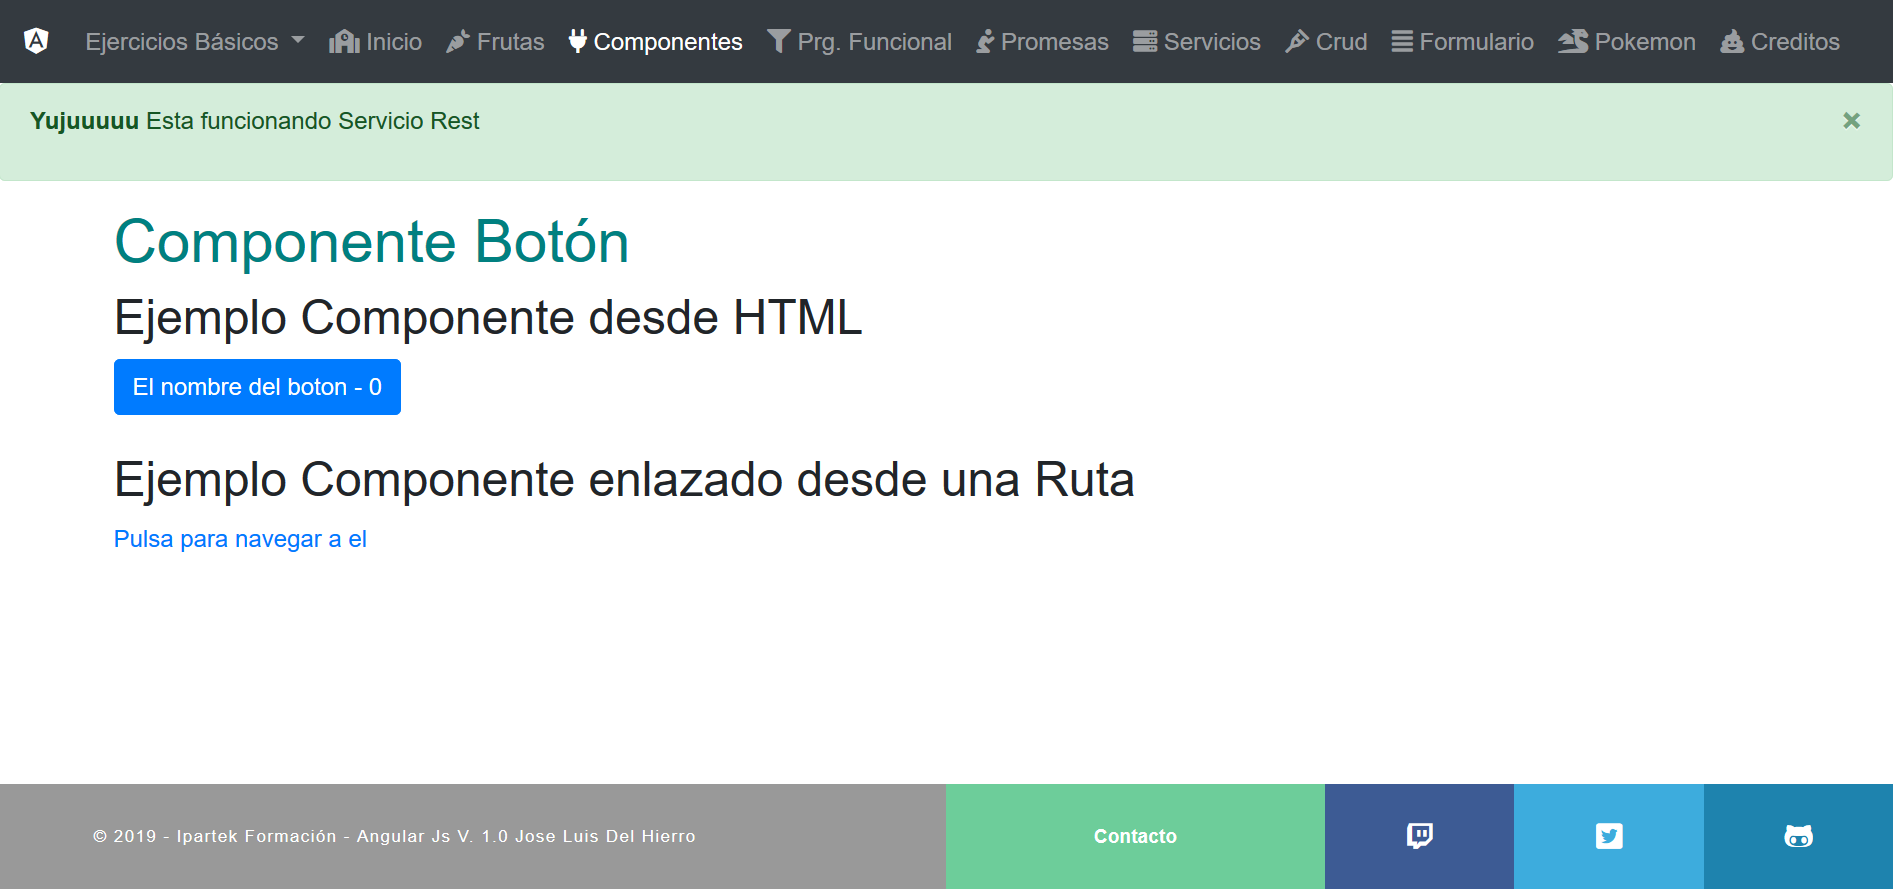 Ejercicios Básicos Inicio Frutas Componentes Prg. Funcional Promesas Servicios Crud Formulario Pokemon Creditos
Yujuuuuu Esta funcionando Servicio Rest ×
Componente Botón
Ejemplo Componente desde HTML
El nombre del boton - 0
Ejemplo Componente enlazado desde una Ruta
Pulsa para navegar a el
© 2019 - Ipartek Formación - Angular Js V. 1.0 Jose Luis Del Hierro Contacto